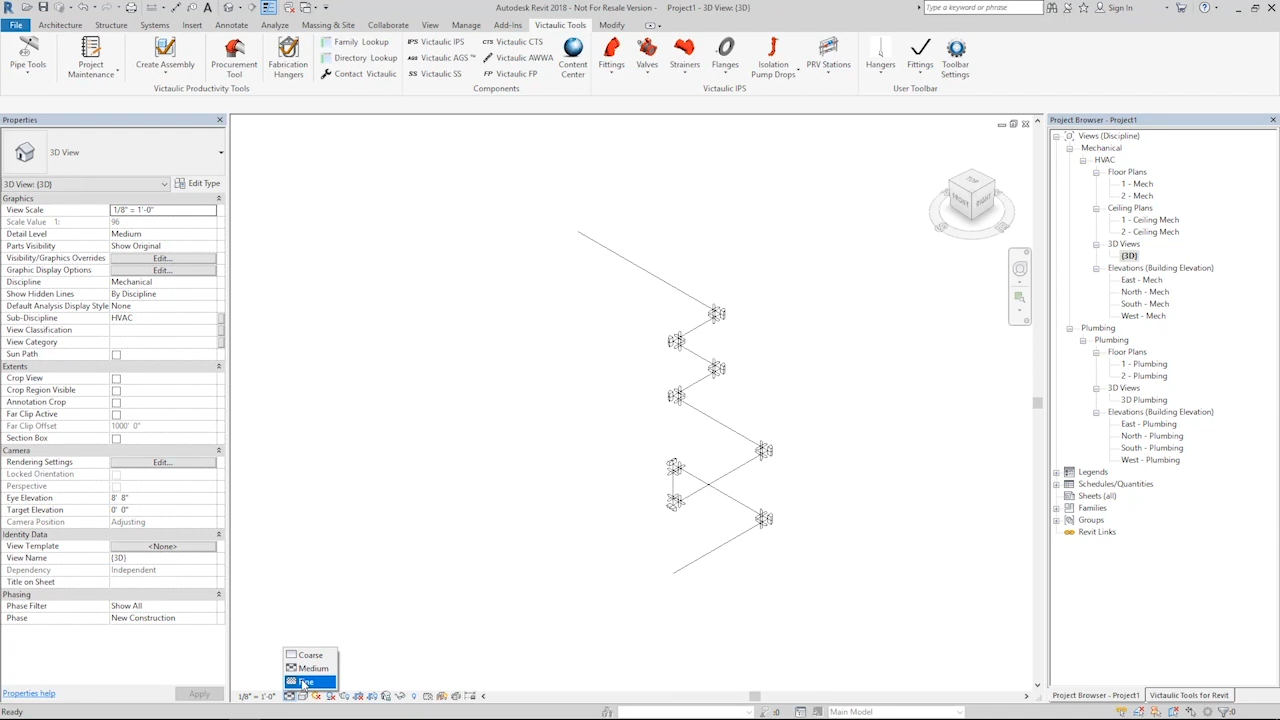 Autodesk Revit 2018 - Not For Resale Version - Project1 - 3D View: {3D}
Type a keyword or phrase
Sign In
File Architecture Structure Systems Insert Annotate Analyze Massing & Site Collaborate View Manage Add-Ins Victaulic Tools Modify
Pipe Tools
Project Maintenance
Create Assembly
Procurement Tool
Fabrication Hangers
Family Lookup
Directory Lookup
Contact Victaulic
Victaulic Productivity Tools
IPS Victaulic IPS
AGS Victaulic AGS™
SS Victaulic SS
CTS Victaulic CTS
Victaulic AWWA
FP Victaulic FP
Content Center
Components
Fittings
Valves
Strainers
Flanges
Isolation Pump Drops
PRV Stations
Victaulic IPS
Hangers
Fittings
Toolbar Settings
User Toolbar
Properties
3D View
3D View: {3D}
Edit Type
Graphics
View Scale 1/8" = 1'-0"
Scale Value 1: 96
Detail Level Medium
Parts Visibility Show Original
Visibility/Graphics Overrides Edit...
Graphic Display Options Edit...
Discipline Mechanical
Show Hidden Lines By Discipline
Default Analysis Display Style None
Sub-Discipline HVAC
View Classification
View Category
Sun Path
Extents
Crop View
Crop Region Visible
Annotation Crop
Far Clip Active
Far Clip Offset 1000' 0"
Section Box
Camera
Rendering Settings Edit...
Locked Orientation
Perspective
Eye Elevation 8' 8"
Target Elevation 0' 0"
Camera Position Adjusting
Identity Data
View Template <None>
View Name {3D}
Dependency Independent
Title on Sheet
Phasing
Phase Filter Show All
Phase New Construction
Properties help
Apply
TOP
FRONT
RIGHT
Coarse
Medium
Fine
1/8" = 1'-0"
Project Browser - Project1
Views (Discipline)
Mechanical
HVAC
Floor Plans
1 - Mech
2 - Mech
Ceiling Plans
1 - Ceiling Mech
2 - Ceiling Mech
3D Views
{3D}
Elevations (Building Elevation)
East - Mech
North - Mech
South - Mech
West - Mech
Plumbing
Plumbing
Floor Plans
1 - Plumbing
2 - Plumbing
3D Views
3D Plumbing
Elevations (Building Elevation)
East - Plumbing
North - Plumbing
South - Plumbing
West - Plumbing
Legends
Schedules/Quantities
Sheets (all)
Families
Groups
Revit Links
Project Browser - Project1
Victaulic Tools for Revit
Ready
:0
Main Model
:0